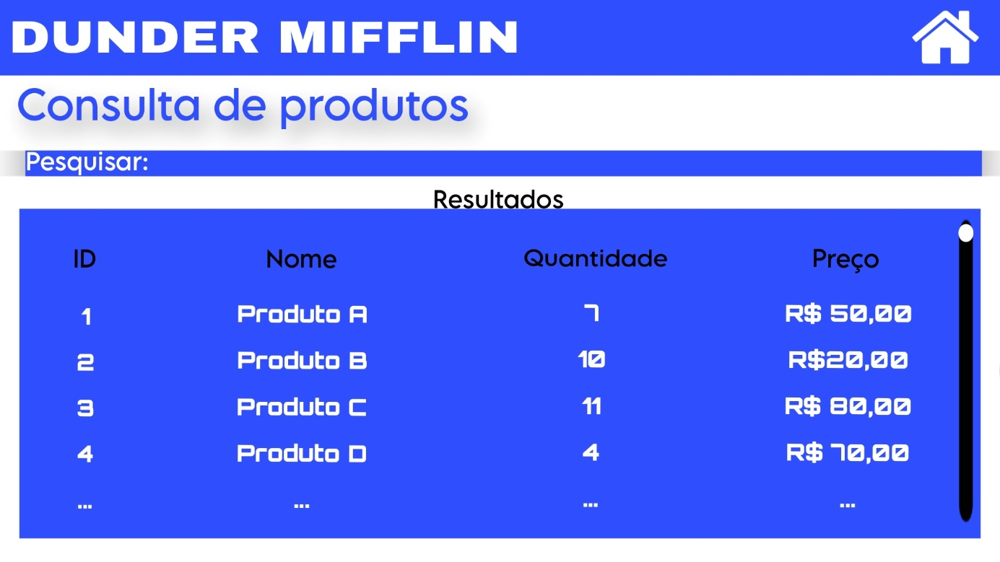 DUNDER MIFFLIN
Consulta de produtos
Pesquisar:
Resultados
ID Nome Quantidade Preço
1 Produto A 7 R$ 50,00
2 Produto B 10 R$20,00
3 Produto C 11 R$ 80,00
4 Produto D 4 R$ 70,00
... ... ... ...